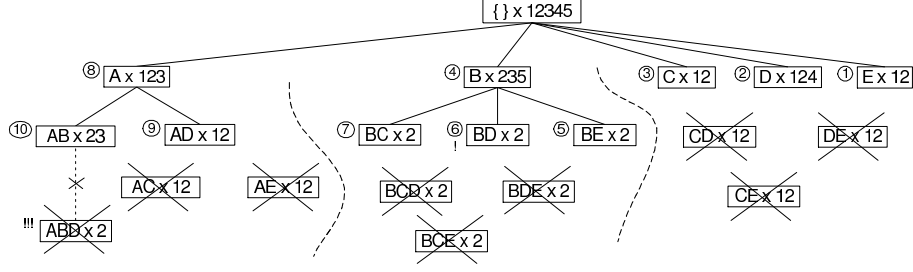 { } x 12345
⑧ A x 123
④ B x 235
③ C x 12
② D x 124
① E x 12
⑩ AB x 23
⑨ AD x 12
⑦ BC x 2
⑥ BD x 2
!
⑤ BE x 2
CD x 12
DE x 12
AC x 12
AE x 12
BCD x 2
BDE x 2
CE x 12
!!! ABD x 2
BCE x 2